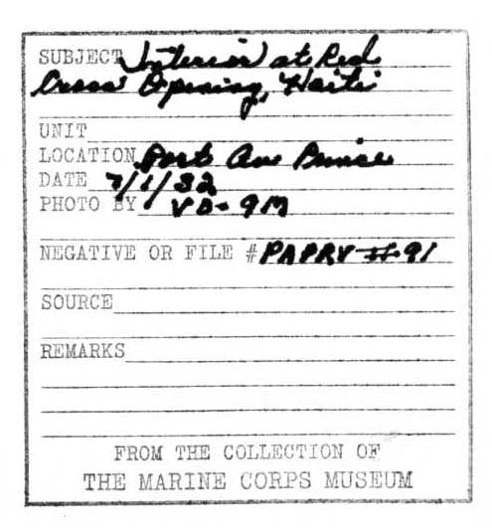 SUBJECT Interior at Red
Cross Opening, Haiti
UNIT
LOCATION Port Au Prince
DATE 7/1/32
PHOTO BY VO-9M
NEGATIVE OR FILE # PAPRV #91
SOURCE
REMARKS
FROM THE COLLECTION OF
THE MARINE CORPS MUSEUM